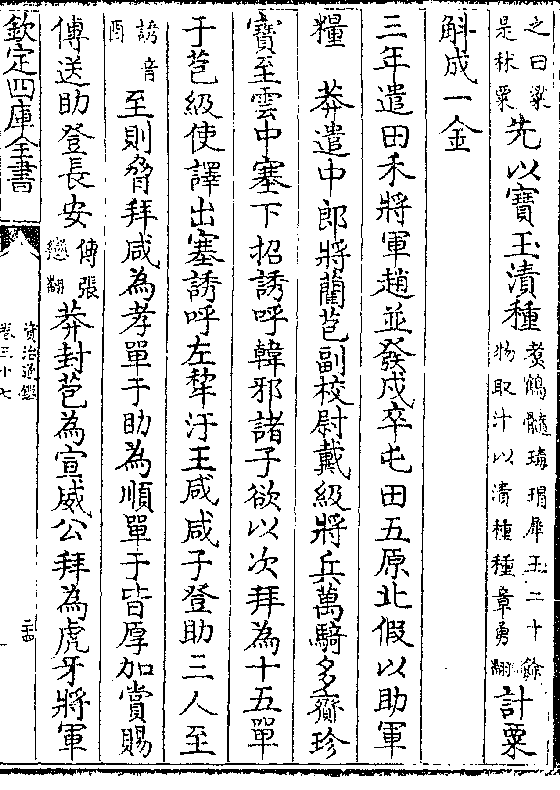 之曰粱
是秫粟
先以寶玉漬種
煑鶴髓瑇瑁犀玉二十餘
物取汁以漬種種章勇翻
計粟
斛成一金
三年遣田禾將軍趙並發戍卒屯田五原北假以助軍
糧　莽遣中郎將藺苞副校尉戴級將兵萬騎多齎珍
寶至雲中塞下招誘呼韓邪諸子欲以次拜為十五單
于苞級使譯出塞誘呼左犂汙王咸咸子登助三人至
誘音
酉
至則脅拜咸為孝單于助為順單于皆厚加賞賜
傳送助登長安
傳張
戀翻
莽封苞為宣威公拜為虎牙將軍
欽定四庫全書
資治通鑑
卷三十七
二十四